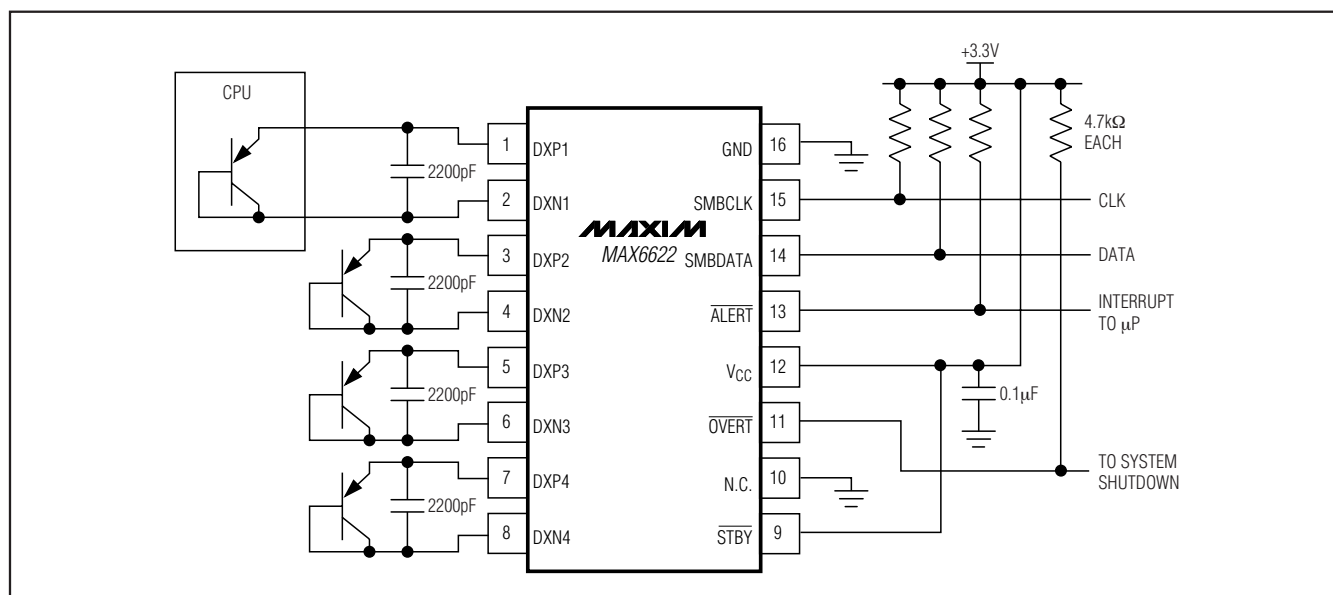 +3.3V
CPU
4.7kΩ
EACH
1
DXP1
GND
16
2200pF
2
DXN1
SMBCLK
15
CLK
MAXIM
MAX6622
3
DXP2
SMBDATA
14
DATA
2200pF
4
DXN2
ALERT
13
INTERRUPT
TO µP
5
DXP3
VCC
12
2200pF
0.1µF
6
DXN3
OVERT
11
7
DXP4
N.C.
10
TO SYSTEM
SHUTDOWN
2200pF
8
DXN4
STBY
9